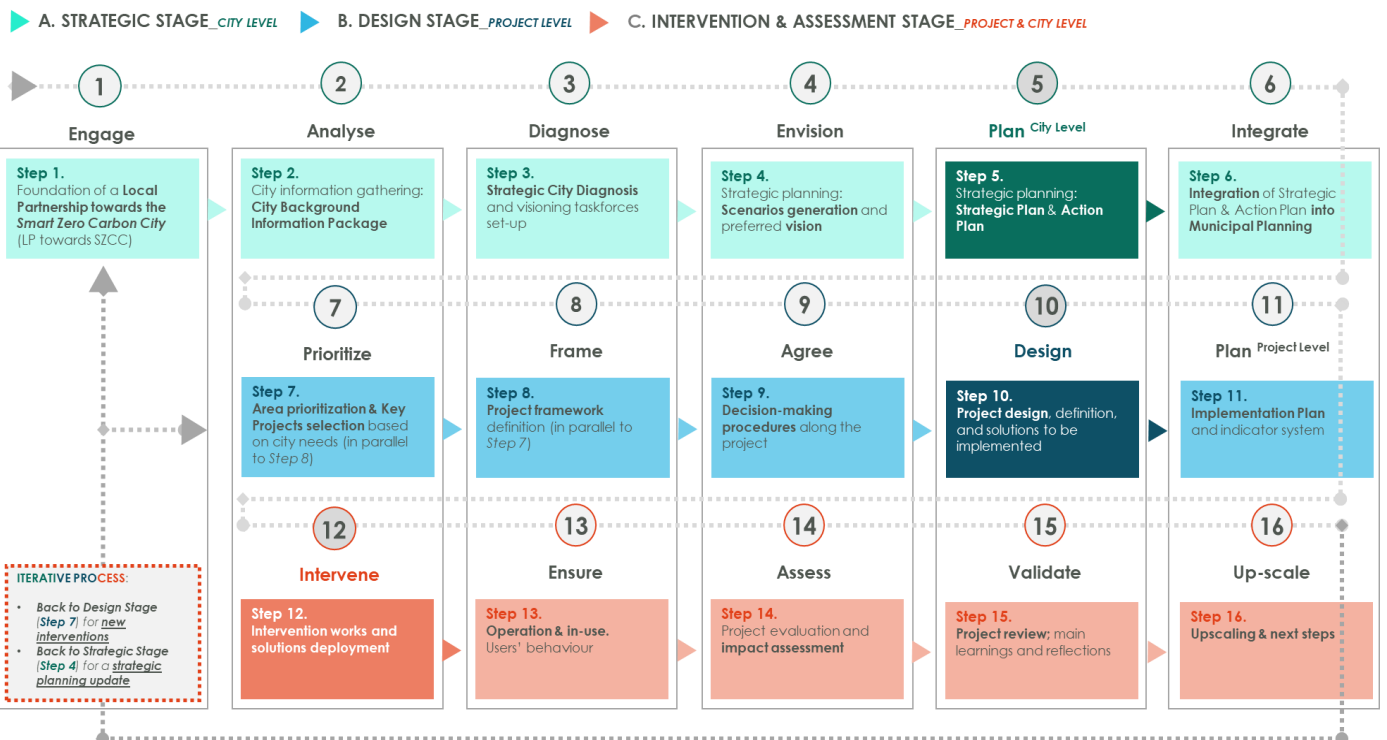 A. STRATEGIC STAGE_CITY LEVEL
B. DESIGN STAGE_PROJECT LEVEL
C. INTERVENTION & ASSESSMENT STAGE_PROJECT & CITY LEVEL
1
2
3
4
5
6
Engage
Analyse
Diagnose
Envision
Plan City Level
Integrate
Step 1.
Foundation of a Local
Partnership towards the
Smart Zero Carbon City
(LP towards SZCC)
Step 2.
City information gathering:
City Background
Information Package
Step 3.
Strategic City Diagnosis
and visioning taskforces
set-up
Step 4.
Strategic planning:
Scenarios generation and
preferred vision
Step 5.
Strategic planning:
Strategic Plan & Action
Plan
Step 6.
Integration of Strategic
Plan & Action Plan into
Municipal Planning
7
8
9
10
11
Prioritize
Frame
Agree
Design
Plan Project Level
Step 7.
Area prioritization & Key
Projects selection based
on city needs (in parallel
to Step 8)
Step 8.
Project framework
definition (in parallel to
Step 7)
Step 9.
Decision-making
procedures along the
project
Step 10.
Project design, definition,
and solutions to be
implemented
Step 11.
Implementation Plan
and indicator system
12
13
14
15
16
Intervene
Ensure
Assess
Validate
Up-scale
Step 12.
Intervention works and
solutions deployment
Step 13.
Operation & in-use.
Users' behaviour
Step 14.
Project evaluation and
impact assessment
Step 15.
Project review; main
learnings and reflections
Step 16.
Upscaling & next steps
ITERATIVE PROCESS:
• Back to Design Stage
(Step 7) for new
interventions
• Back to Strategic Stage
(Step 4) for a strategic
planning update